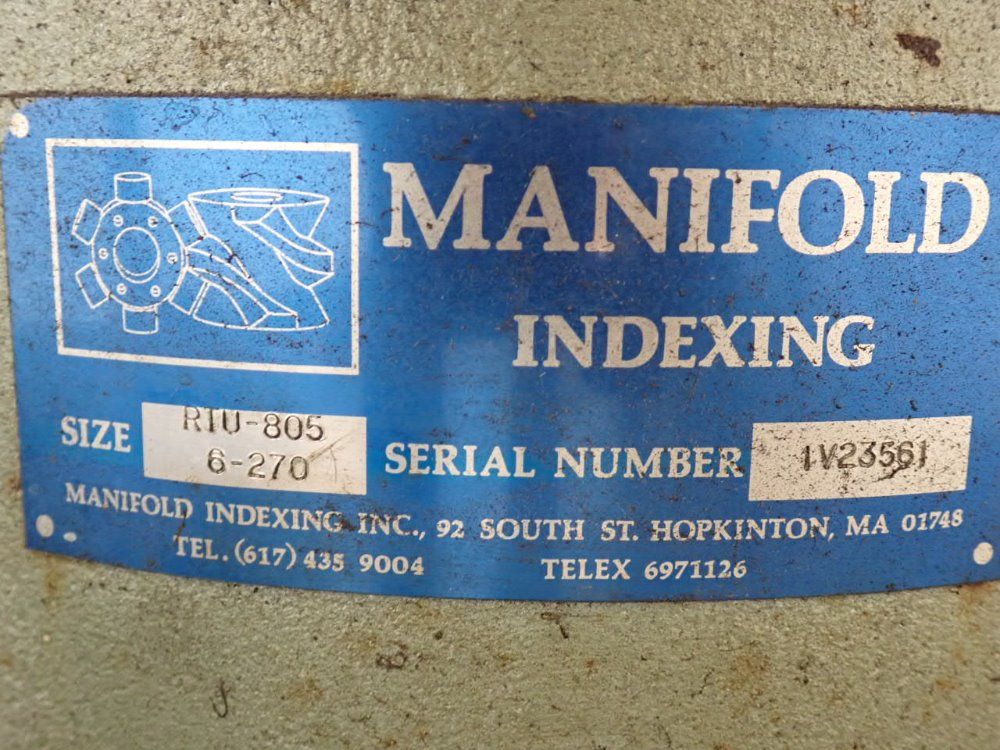 MANIFOLD
INDEXING
SIZE RTU-805 6-270
SERIAL NUMBER 1V23561
MANIFOLD INDEXING INC., 92 SOUTH ST. HOPKINTON, MA 01748
TEL. (617) 435 9004 TELEX 6971126